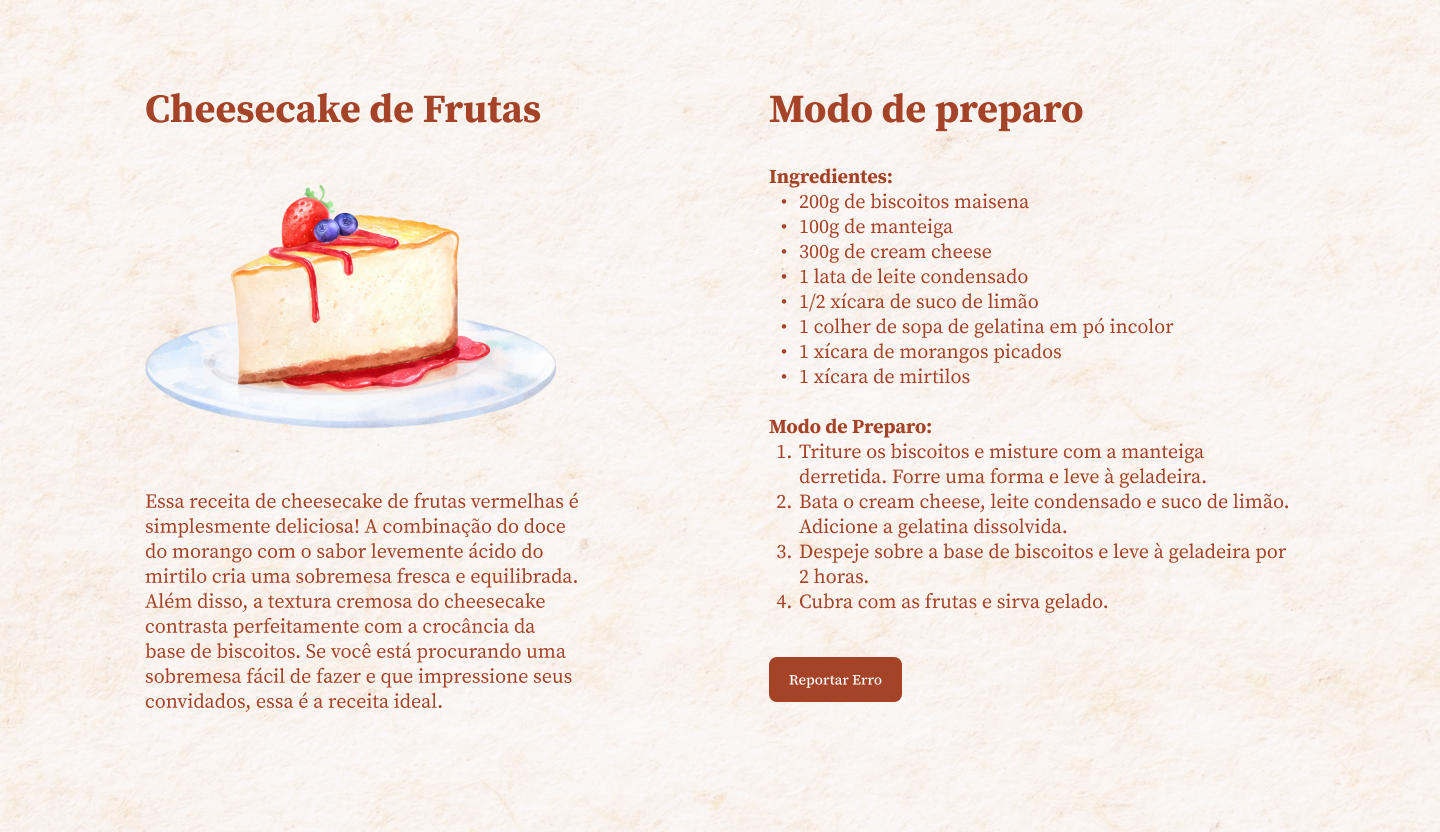 Cheesecake de Frutas
Essa receita de cheesecake de frutas vermelhas é
simplesmente deliciosa! A combinação do doce
do morango com o sabor levemente ácido do
mirtilo cria uma sobremesa fresca e equilibrada.
Além disso, a textura cremosa do cheesecake
contrasta perfeitamente com a crocância da
base de biscoitos. Se você está procurando uma
sobremesa fácil de fazer e que impressione seus
convidados, essa é a receita ideal.
Modo de preparo
Ingredientes:
• 200g de biscoitos maisena
• 100g de manteiga
• 300g de cream cheese
• 1 lata de leite condensado
• 1/2 xícara de suco de limão
• 1 colher de sopa de gelatina em pó incolor
• 1 xícara de morangos picados
• 1 xícara de mirtilos
Modo de Preparo:
1. Triture os biscoitos e misture com a manteiga
derretida. Forre uma forma e leve à geladeira.
2. Bata o cream cheese, leite condensado e suco de limão.
Adicione a gelatina dissolvida.
3. Despeje sobre a base de biscoitos e leve à geladeira por
2 horas.
4. Cubra com as frutas e sirva gelado.
Reportar Erro